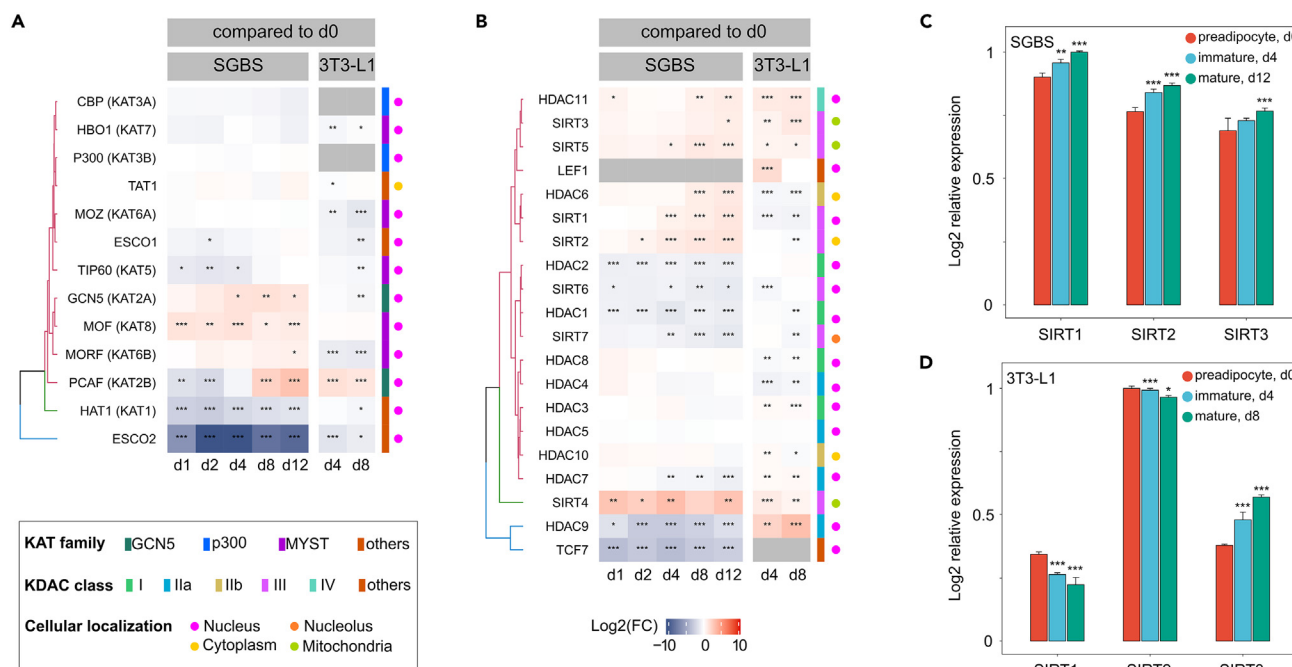 A
compared to d0
SGBS
3T3-L1
CBP (KAT3A)
HBO1 (KAT7)
** *
P300 (KAT3B)
TAT1
*
MOZ (KAT6A)
** ***
ESCO1
* **
TIP60 (KAT5)
* ** * **
GCN5 (KAT2A)
* ** * **
MOF (KAT8)
*** ** *** * ***
MORF (KAT6B)
* *** ***
PCAF (KAT2B)
** *** *** *** *** ***
HAT1 (KAT1)
*** *** *** *** *** *
ESCO2
*** *** *** *** *** *** *
d1 d2 d4 d8 d12 d4 d8
KAT family
GCN5 p300 MYST others
KDAC class
I IIa IIb III IV others
Cellular localization
Nucleus Nucleolus
Cytoplasm Mitochondria
B
compared to d0
SGBS
3T3-L1
HDAC11
* ** ** *** ***
SIRT3
* ** ***
SIRT5
* *** *** * *
LEF1
***
HDAC6
*** *** *** ***
SIRT1
*** *** *** *** **
SIRT2
* *** *** *** **
HDAC2
*** *** *** *** ***
SIRT6
* * ** * ***
HDAC1
*** *** *** *** *** **
SIRT7
** *** *** **
HDAC8
** **
HDAC4
*** **
HDAC3
** ***
HDAC5
HDAC10
** *
HDAC7
** ** *** ** **
SIRT4
** * ** ** *** **
HDAC9
* *** *** *** *** ** ***
TCF7
*** *** *** *** ***
d1 d2 d4 d8 d12 d4 d8
Log2(FC)
−10 0 10
C
SGBS
preadipocyte, d0
immature, d4
mature, d12
Log2 relative expression
1
0.5
0
** ***
*** ***
***
SIRT1 SIRT2 SIRT3
D
3T3-L1
preadipocyte, d0
immature, d4
mature, d8
Log2 relative expression
1
0.5
0
*** ***
*** *
*** ***
SIRT1